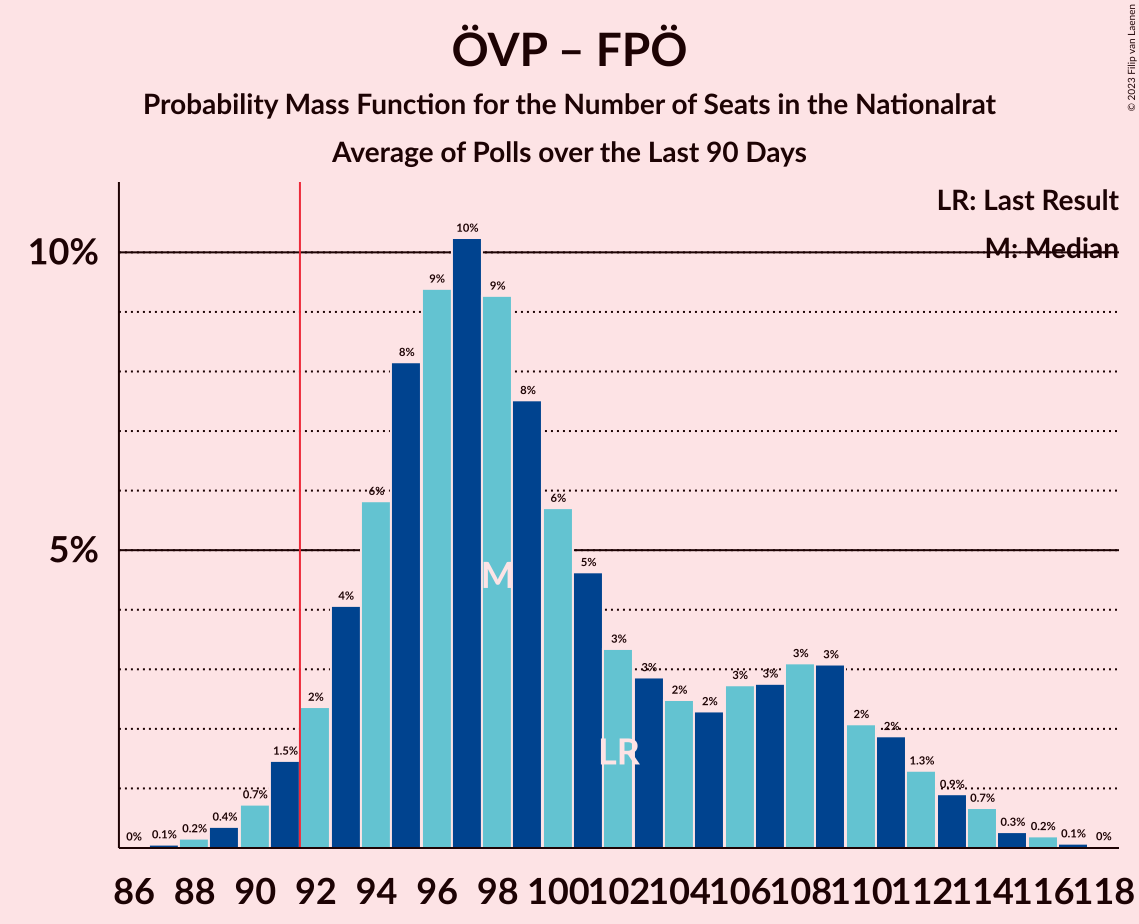 ÖVP – FPÖ
Probability Mass Function for the Number of Seats in the Nationalrat
Average of Polls over the Last 90 Days
© 2023 Filip van Laenen
LR: Last Result
M: Median
10%
5%
0% 0.1% 0.2% 0.4% 0.7% 1.5% 2% 4% 6% 8% 9% 10% 9% 8% 6% 5% 3% 3% 2% 2% 3% 3% 3% 3% 2% 2% 1.3% 0.9% 0.7% 0.3% 0.2% 0.1% 0%
M
LR
86 88 90 92 94 96 98 100 102 104 106 108 110 112 114 116 118